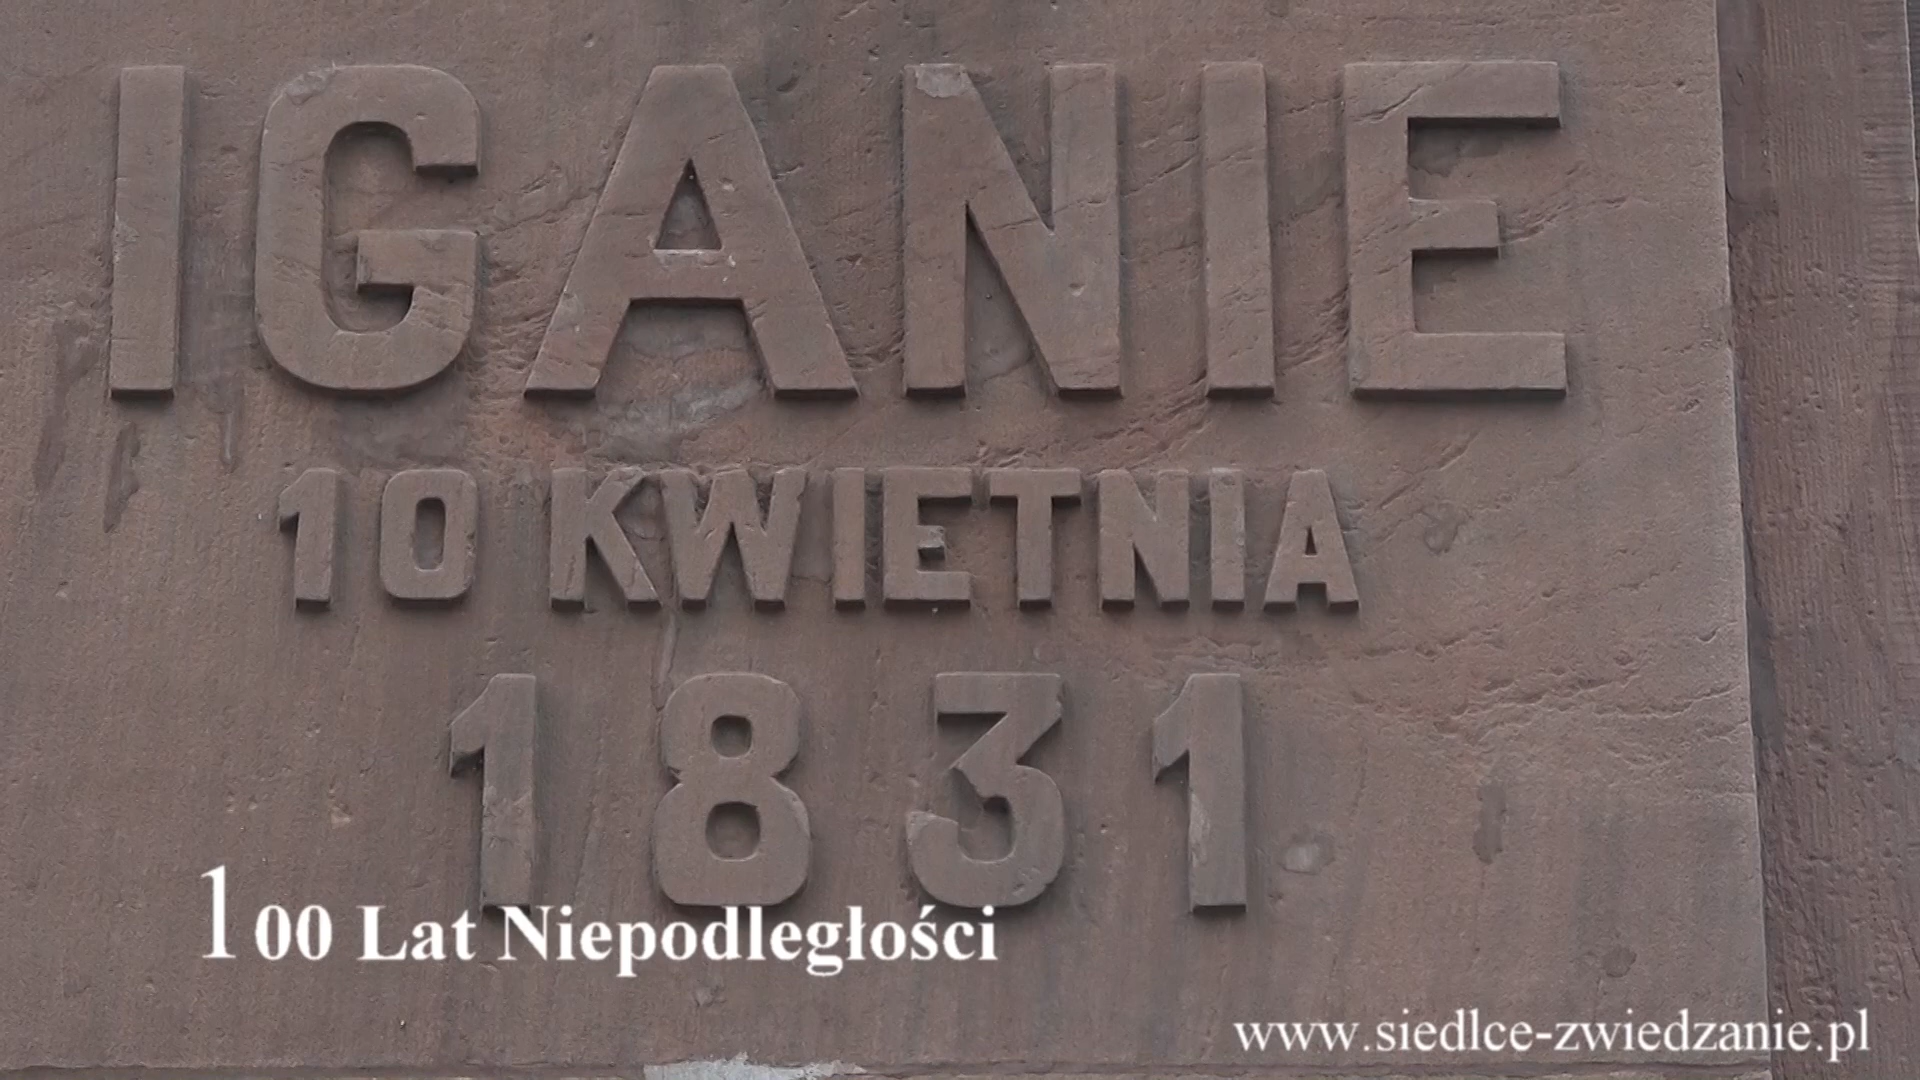 IGANIE
10 KWIETNIA
1831
100 Lat Niepodległości
www.siedlce-zwiedzanie.pl